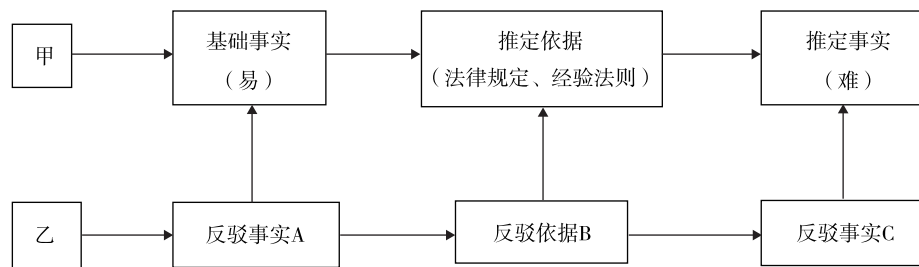 甲
基础事实
（易）
推定依据
（法律规定、经验法则）
推定事实
（难）
乙
反驳事实A
反驳依据B
反驳事实C